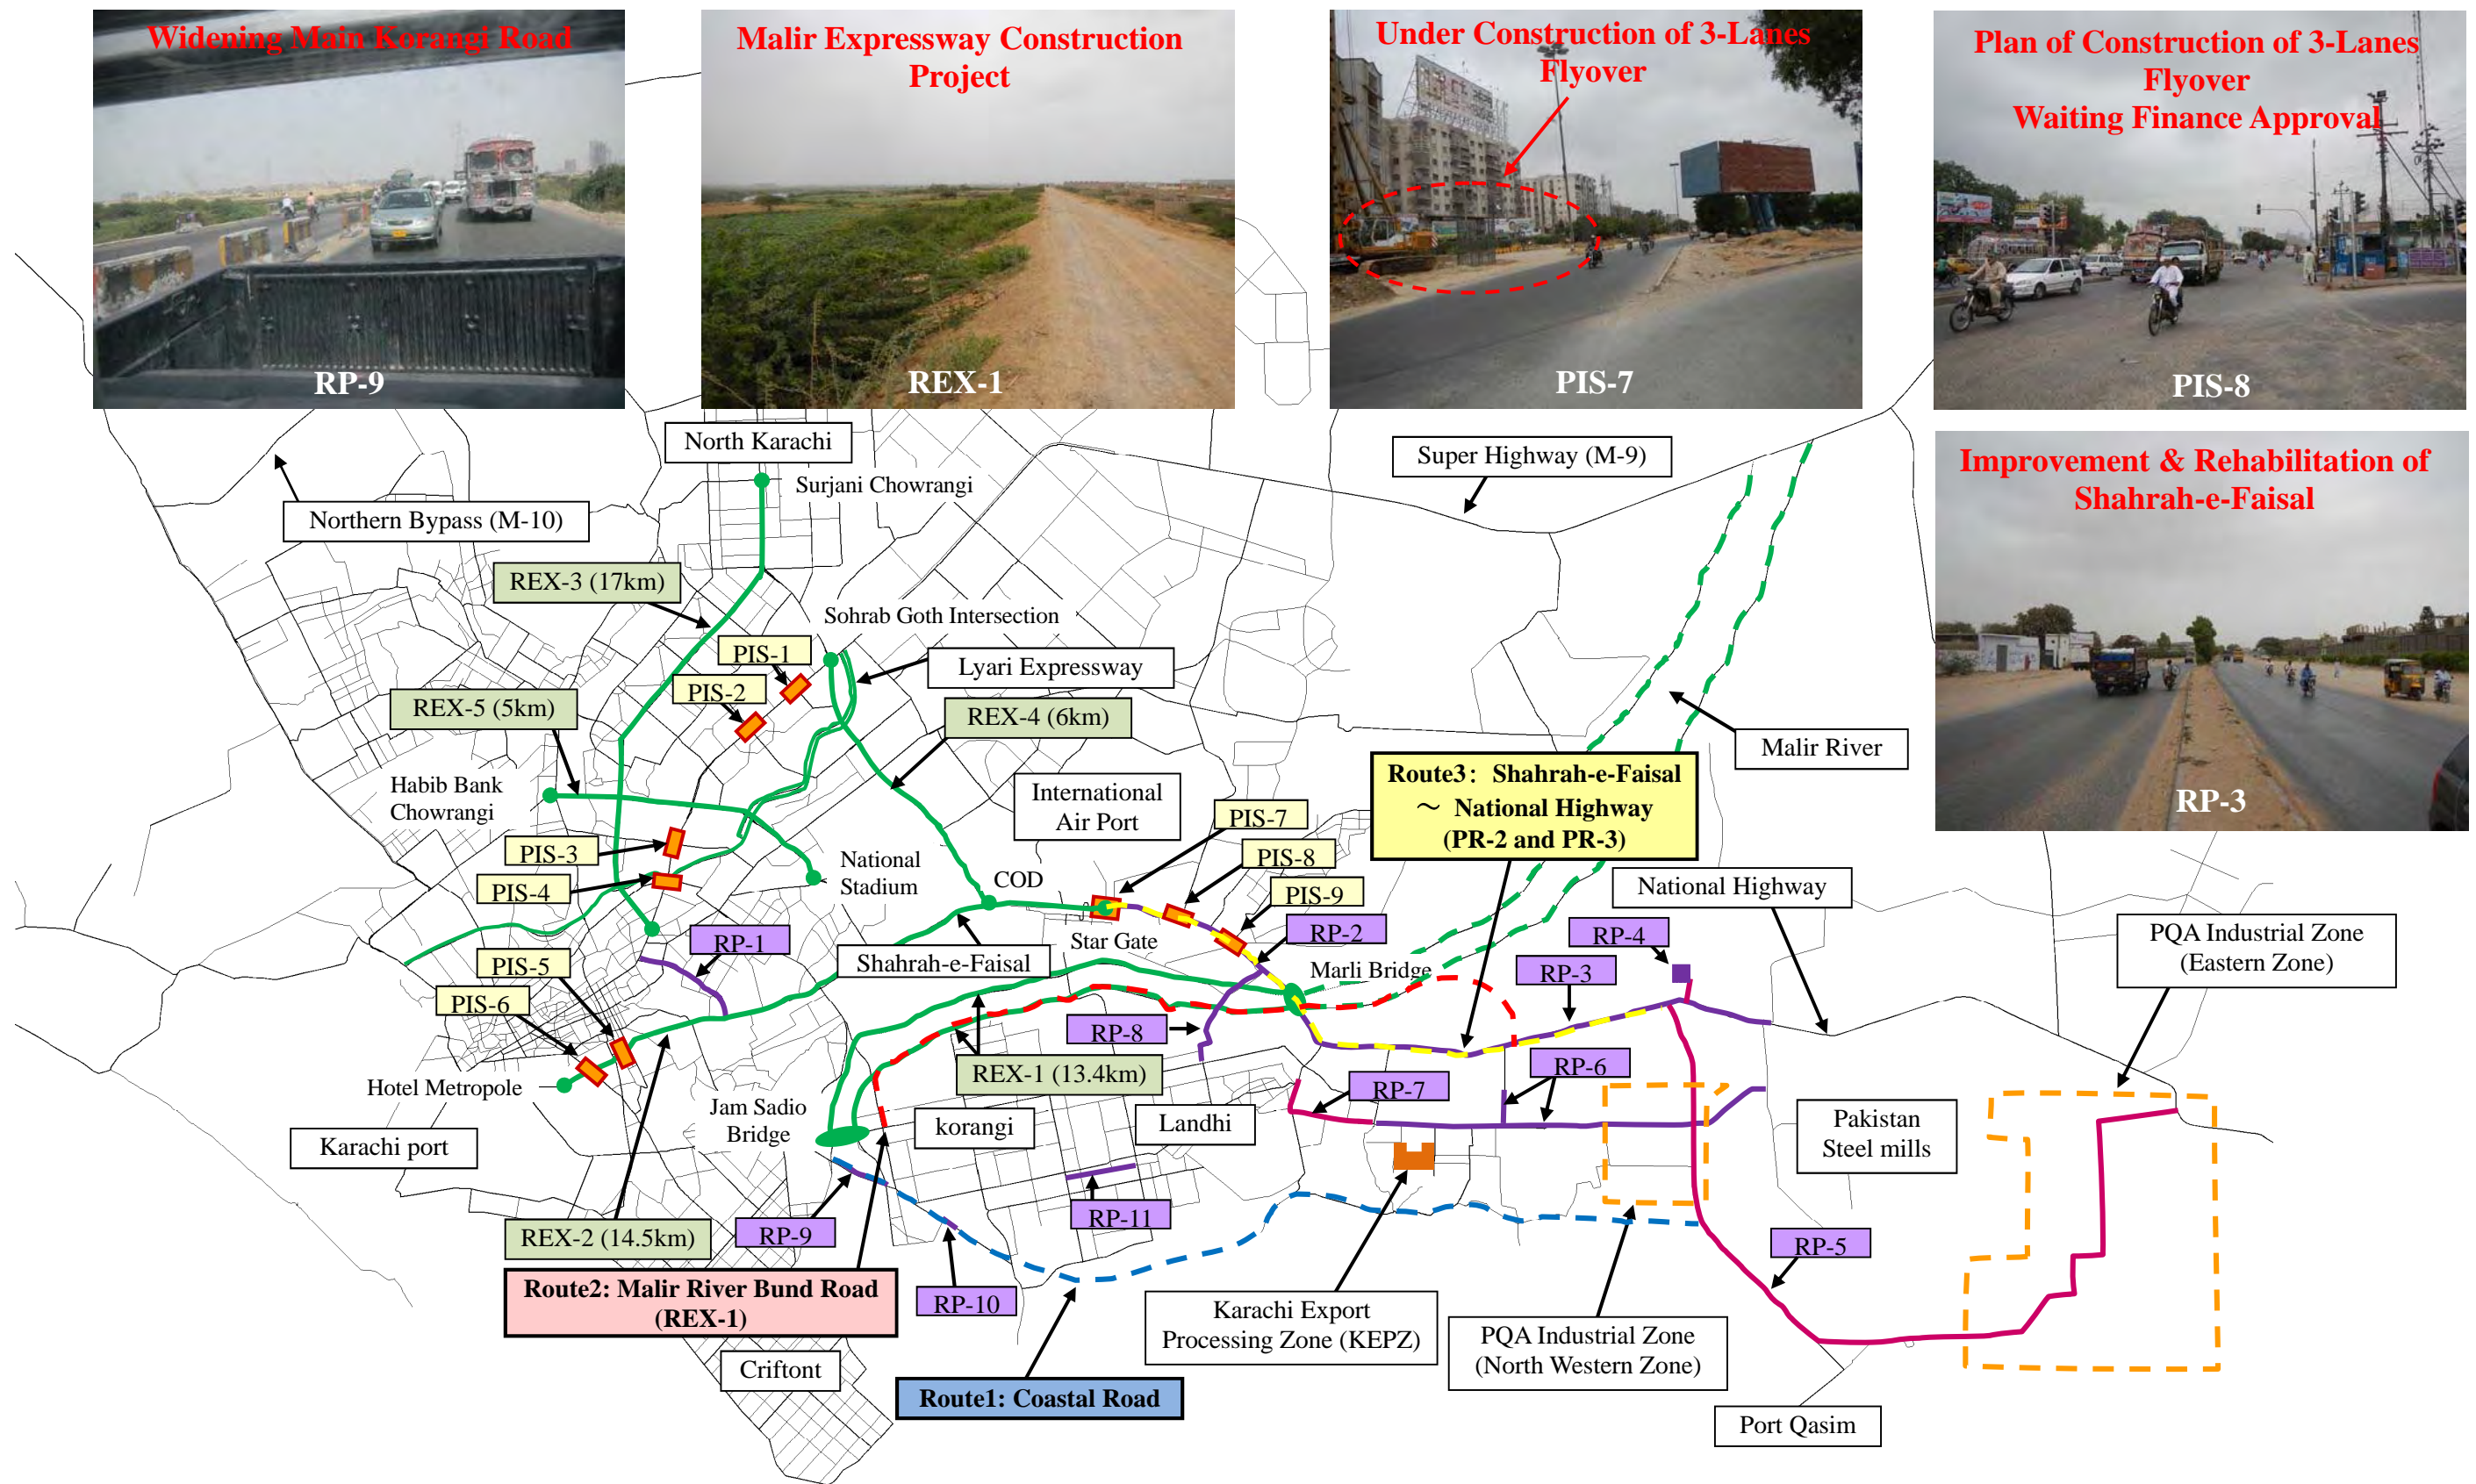 Widening Main Korangi Road
RP-9
Malir Expressway Construction
Project
REX-1
Under Construction of 3-Lanes
Flyover
PIS-7
Plan of Construction of 3-Lanes
Flyover
Waiting Finance Approval
PIS-8
Improvement & Rehabilitation of
Shahrah-e-Faisal
RP-3
North Karachi
Super Highway (M-9)
Surjani Chowrangi
Northern Bypass (M-10)
REX-3 (17km)
Sohrab Goth Intersection
PIS-1
Lyari Expressway
PIS-2
REX-5 (5km)
REX-4 (6km)
Malir River
Habib Bank
Chowrangi
International
Air Port
Route3: Shahrah-e-Faisal
～ National Highway
(PR-2 and PR-3)
PIS-7
PIS-3
PIS-8
National
Stadium
COD
PIS-4
PIS-9
National Highway
RP-1
RP-2
RP-4
PQA Industrial Zone
(Eastern Zone)
Star Gate
Shahrah-e-Faisal
PIS-5
Marli Bridge
RP-3
PIS-6
RP-8
RP-6
REX-1 (13.4km)
Hotel Metropole
RP-7
Jam Sadio
Bridge
korangi
Landhi
Pakistan
Steel mills
Karachi port
RP-11
REX-2 (14.5km)
RP-9
RP-5
Route2: Malir River Bund Road
(REX-1)
RP-10
Karachi Export
Processing Zone (KEPZ)
PQA Industrial Zone
(North Western Zone)
Criftont
Route1: Coastal Road
Port Qasim